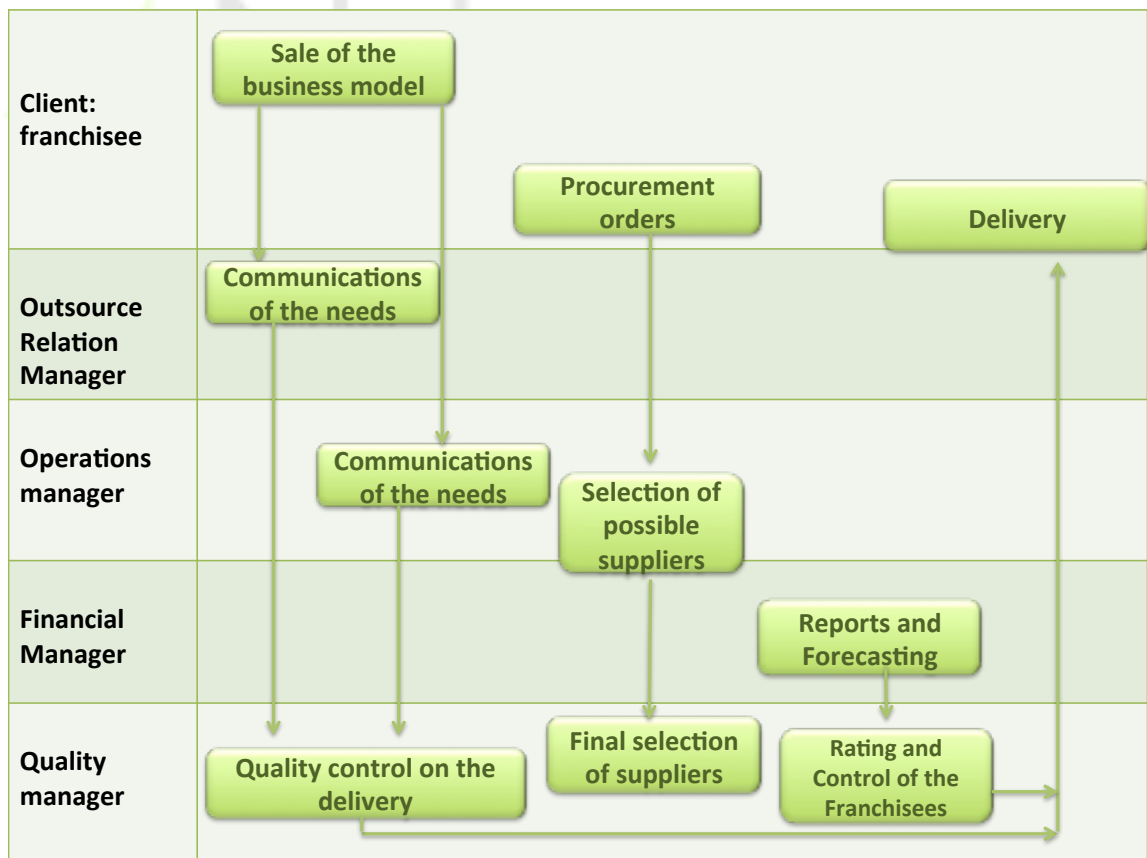 Client:
franchisee
Sale of the
business model
Procurement
orders
Delivery
Outsource
Relation
Manager
Communications
of the needs
Operations
manager
Communications
of the needs
Selection of
possible
suppliers
Financial
Manager
Reports and
Forecasting
Quality
manager
Quality control on the
delivery
Final selection
of suppliers
Rating and
Control of the
Franchisees